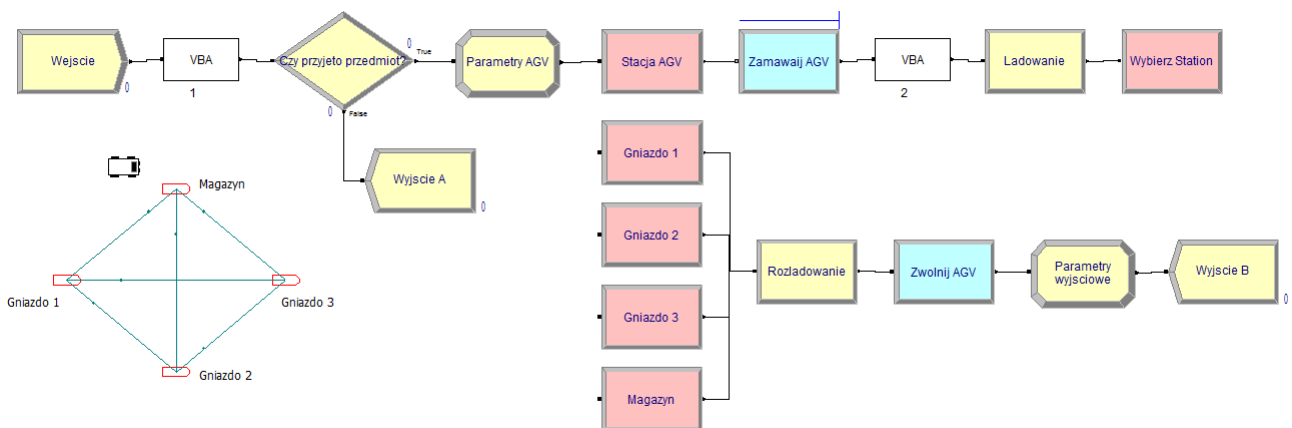 Wejscie
0
VBA
1
Czy przyjeto przedmiot?
0
True
0
False
Parametry AGV
Stacja AGV
Zamawaij AGV
VBA
2
Ladowanie
Wybierz Station
Wyjscie A
0
Magazyn
Gniazdo 1
Gniazdo 3
Gniazdo 2
Gniazdo 1
Gniazdo 2
Gniazdo 3
Magazyn
Rozladowanie
Zwolnij AGV
Parametry
wyjsciowe
Wyjscie B
0